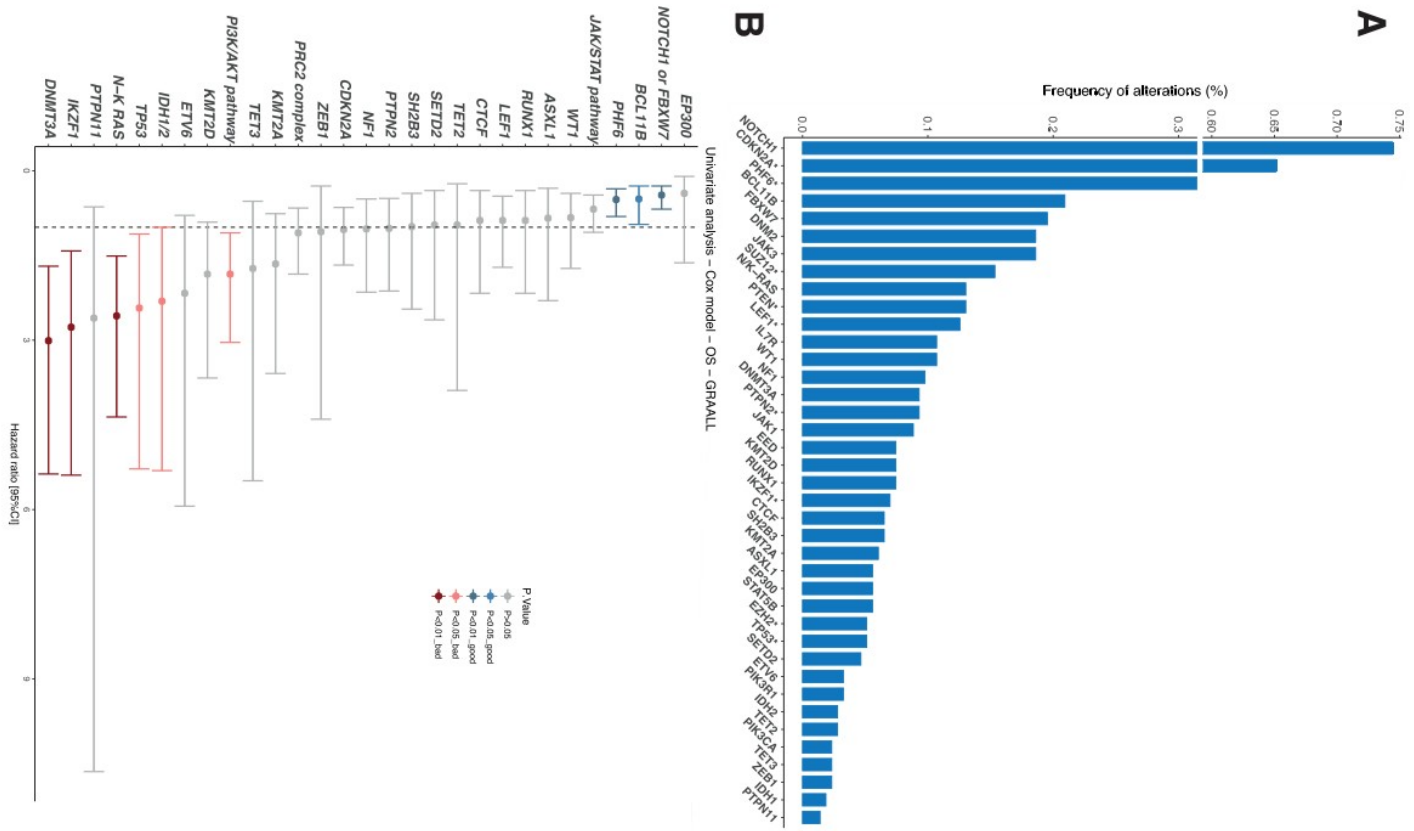 A
Frequency of alterations (%)
0.75
0.70
0.65
0.60
0.3
0.2
0.1
0.0
NOTCH1
CDKN2A*
PHF6*
BCL11B
FBXW7
DNM2
JAK3
SUZ12*
N/K-RAS
PTEN*
LEF1*
IL7R
WT1
NF1
DNMT3A
PTPN2*
JAK1
EED
KMT2D
RUNX1
IKZF1*
CTCF
SH2B3
KMT2A
ASXL1
EP300
STAT5B
EZH2*
TP53*
SETD2
ETV6
PIK3R1
IDH2
TET2
PIK3CA
TET3
ZEB1
IDH1
PTPN11
B
Univariate analysis – Cox model – OS – GRAALL
EP300
NOTCH1 or FBXW7
BCL11B
PHF6
JAK/STAT pathway
WT1
ASXL1
RUNX1
LEF1
CTCF
TET2
SETD2
SH2B3
PTPN2
NF1
CDKN2A
ZEB1
PRC2 complex
KMT2A
TET3
PI3K/AKT pathway
KMT2D
ETV6
IDH1/2
TP53
N–K RAS
PTPN11
IKZF1
DNMT3A
P.Value
P>0.05
P<0.05_good
P<0.01_good
P<0.05_bad
P<0.01_bad
0
3
6
9
Hazard ratio [95%CI]